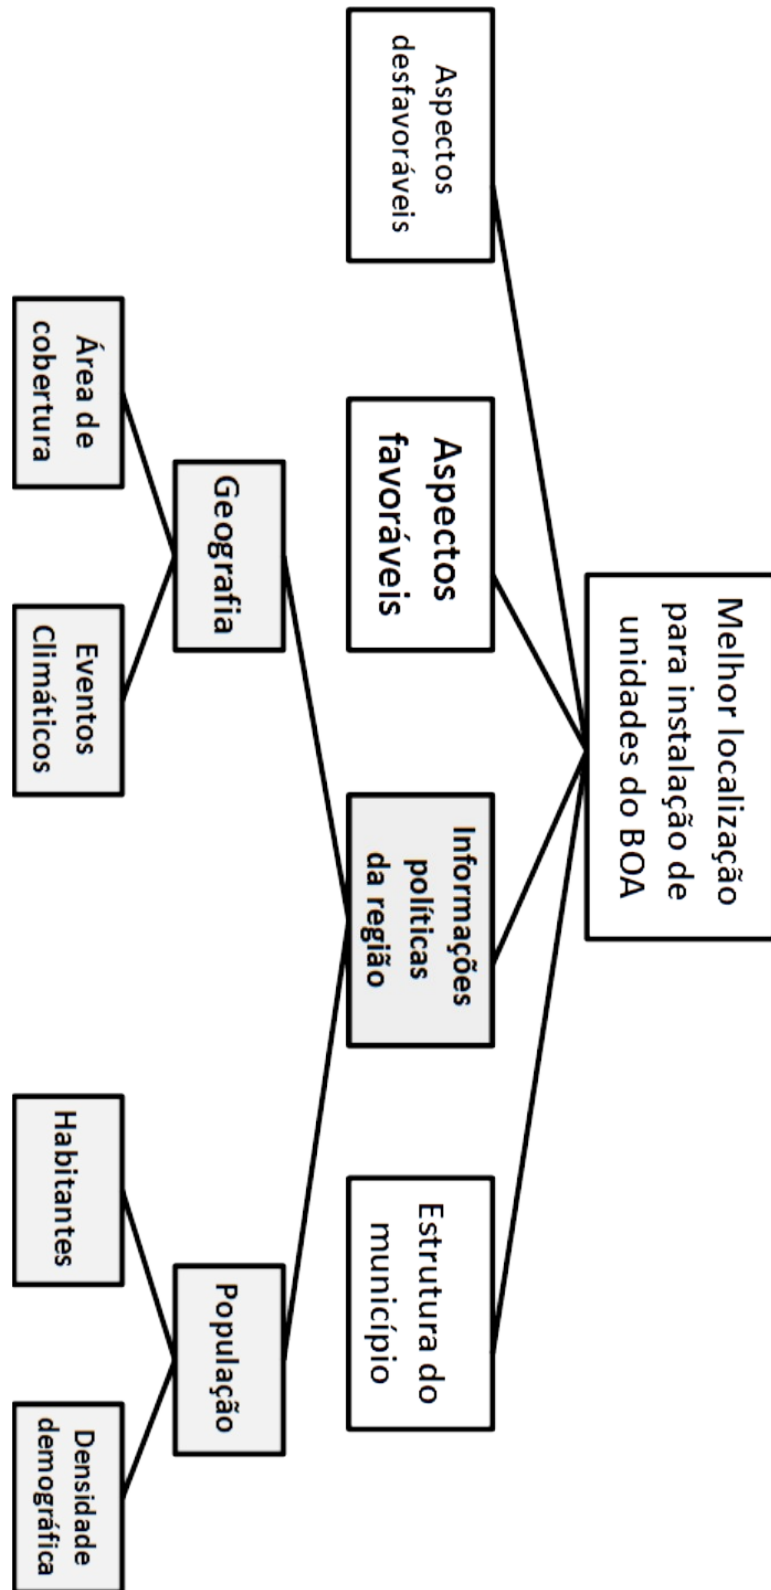 Melhor localização
para instalação de
unidades do BOA
Aspectos
desfavoráveis
Aspectos
favoráveis
Informações
políticas
da região
Estrutura do
município
Geografia
População
Área de
cobertura
Eventos
Climáticos
Habitantes
Densidade
demográfica